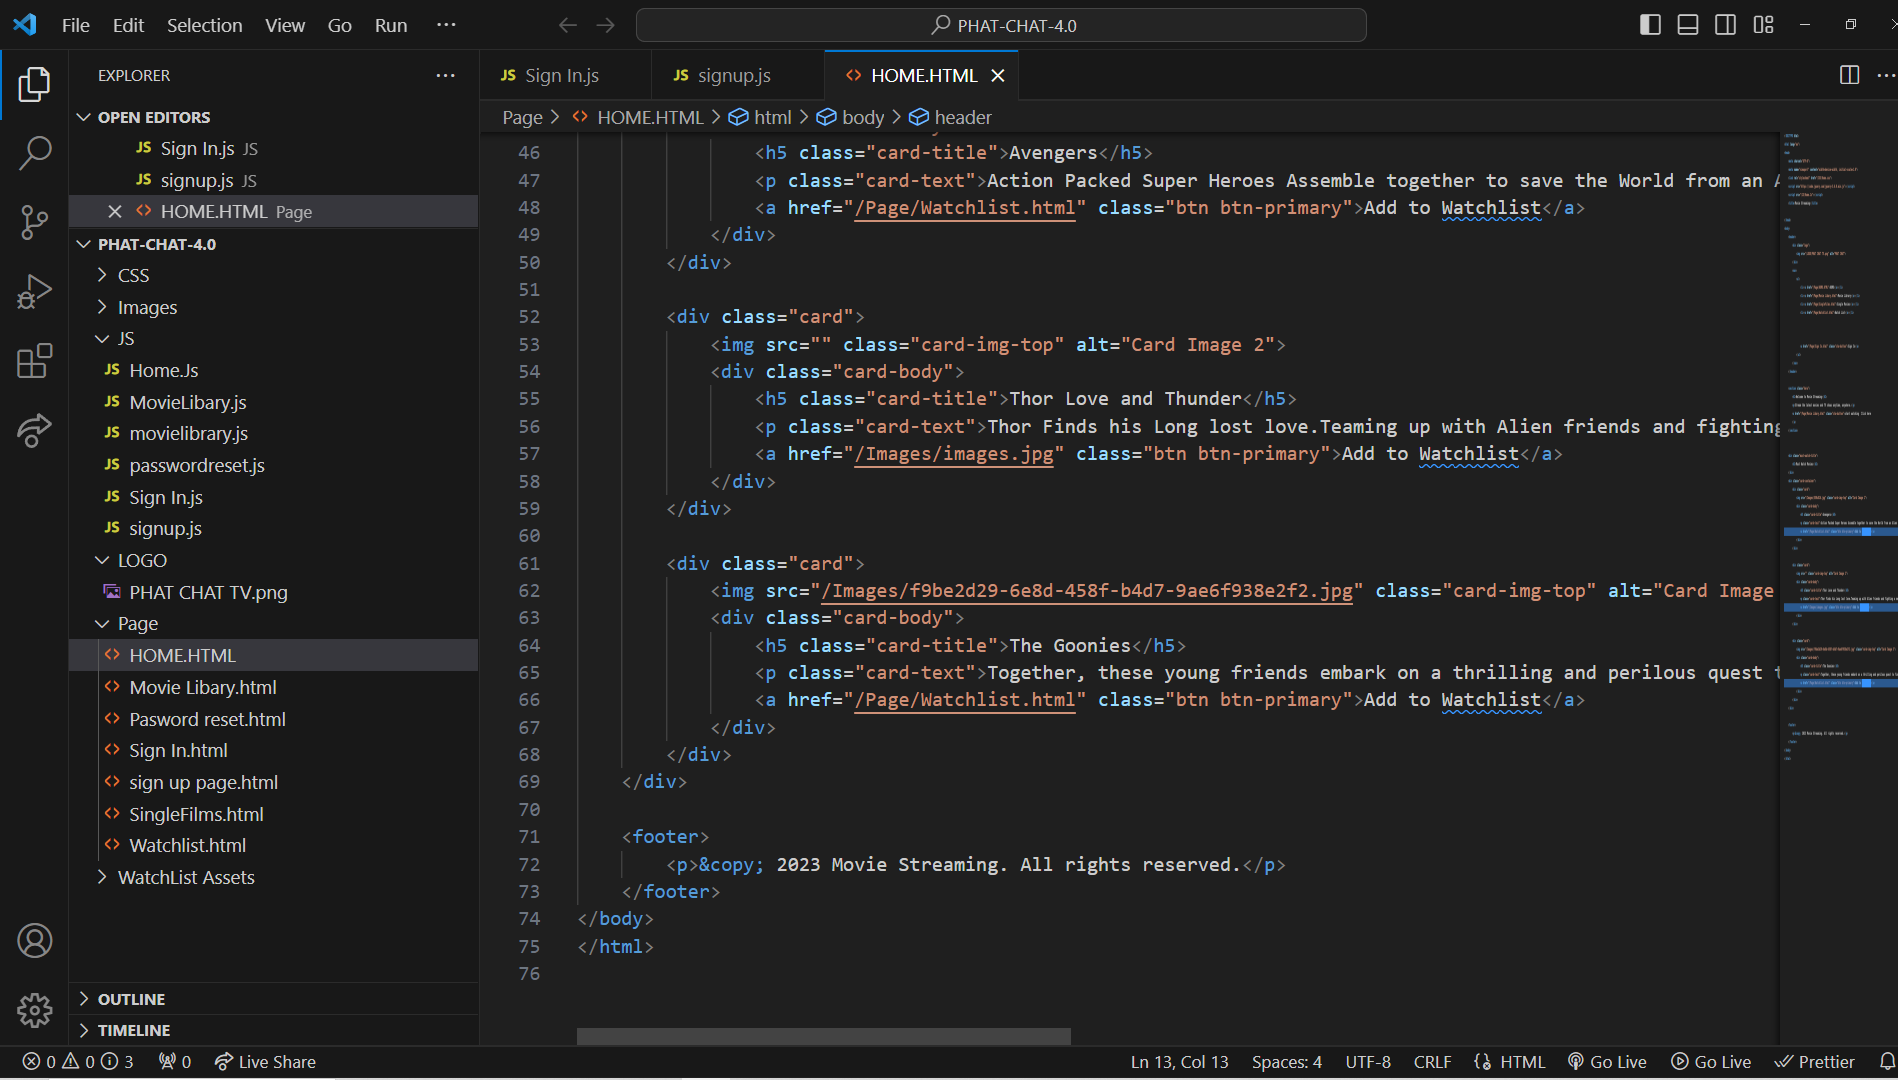 File Edit Selection View Go Run ··· PHAT-CHAT-4.0
EXPLORER ···
OPEN EDITORS
JS Sign In.js JS
JS signup.js JS
HOME.HTML Page
PHAT-CHAT-4.0
CSS
Images
JS
JS Home.Js
JS MovieLibary.js
JS movielibrary.js
JS passwordreset.js
JS Sign In.js
JS signup.js
LOGO
PHAT CHAT TV.png
Page
<> HOME.HTML
<> Movie Libary.html
<> Pasword reset.html
<> Sign In.html
<> sign up page.html
<> SingleFilms.html
<> Watchlist.html
WatchList Assets
OUTLINE
TIMELINE
JS Sign In.js JS signup.js <> HOME.HTML
Page > <> HOME.HTML > html > body > header
46 <h5 class="card-title">Avengers</h5>
47 <p class="card-text">Action Packed Super Heroes Assemble together to save the World from an
48 <a href="/Page/Watchlist.html" class="btn btn-primary">Add to Watchlist</a>
49 </div>
50 </div>
51
52 <div class="card">
53 <img src="" class="card-img-top" alt="Card Image 2">
54 <div class="card-body">
55 <h5 class="card-title">Thor Love and Thunder</h5>
56 <p class="card-text">Thor Finds his Long lost love.Teaming up with Alien friends and fighting
57 <a href="/Images/images.jpg" class="btn btn-primary">Add to Watchlist</a>
58 </div>
59 </div>
60
61 <div class="card">
62 <img src="/Images/f9be2d29-6e8d-458f-b4d7-9ae6f938e2f2.jpg" class="card-img-top" alt="Card Image
63 <div class="card-body">
64 <h5 class="card-title">The Goonies</h5>
65 <p class="card-text">Together, these young friends embark on a thrilling and perilous quest
66 <a href="/Page/Watchlist.html" class="btn btn-primary">Add to Watchlist</a>
67 </div>
68 </div>
69 </div>
70
71 <footer>
72 <p>&copy; 2023 Movie Streaming. All rights reserved.</p>
73 </footer>
74 </body>
75 </html>
76
0 0 3 0 Live Share Ln 13, Col 13 Spaces: 4 UTF-8 CRLF HTML Go Live Go Live Prettier